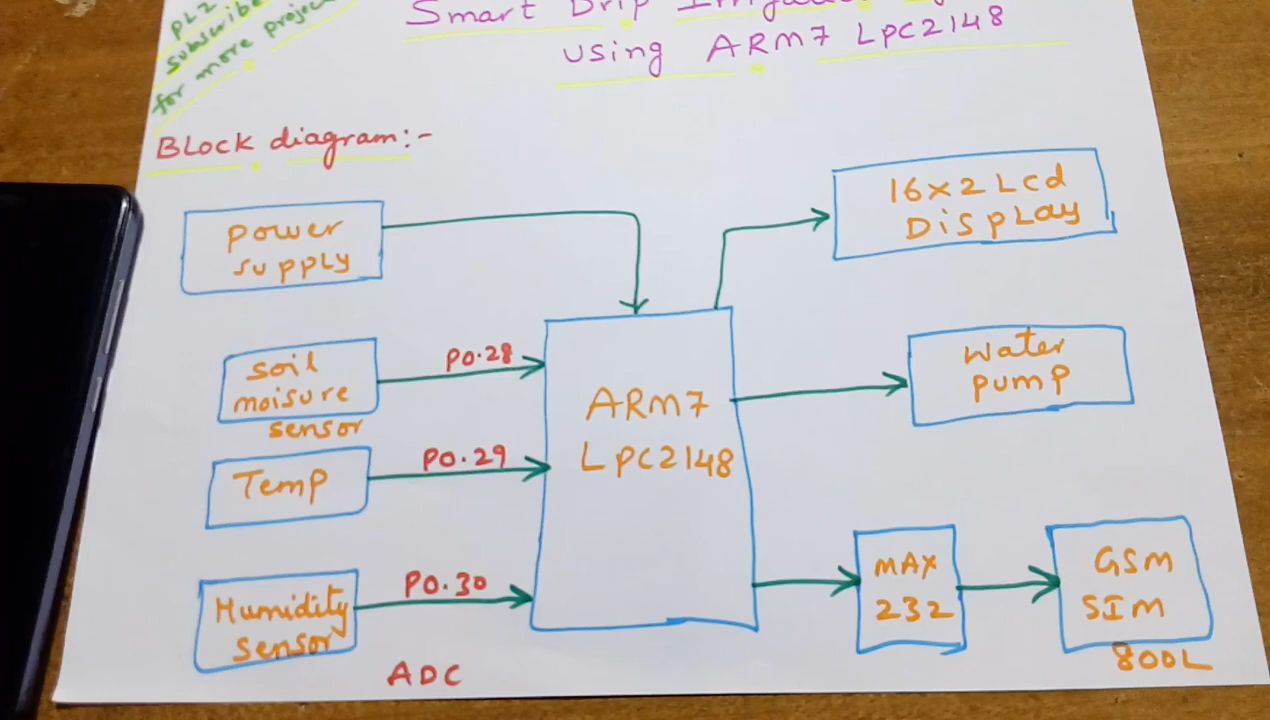 PLZ
subscribe
for more project
Smart Drip
using ARM7 LPC2148
Block diagram:-
power
supply
16x2 Lcd
Display
soil
moisure
sensor
P0.28
Water
pump
ARM7
LPC2148
Temp
P0.29
Humidity
sensor
P0.30
ADC
MAX
232
GSM
SIM
800L